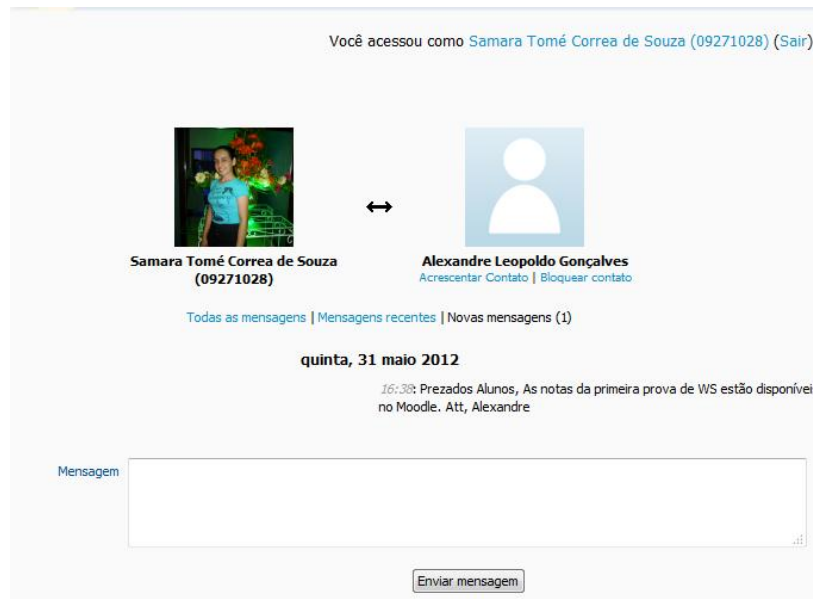 Você acessou como Samara Tomé Correa de Souza (09271028) (Sair)
Samara Tomé Correa de Souza
(09271028)
Alexandre Leopoldo Gonçalves
Acrescentar Contato | Bloquear contato
Todas as mensagens | Mensagens recentes | Novas mensagens (1)
quinta, 31 maio 2012
16:38: Prezados Alunos, As notas da primeira prova de WS estão disponívei
no Moodle. Att, Alexandre
Mensagem
Enviar mensagem